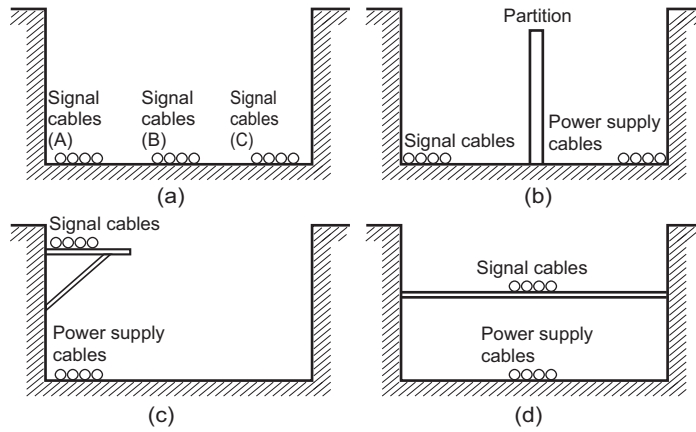 Signal
cables
(A)
Signal
cables
(B)
Signal
cables
(C)
(a)
Partition
Signal cables
Power supply
cables
(b)
Signal cables
Power supply
cables
(c)
Signal cables
Power supply
cables
(d)